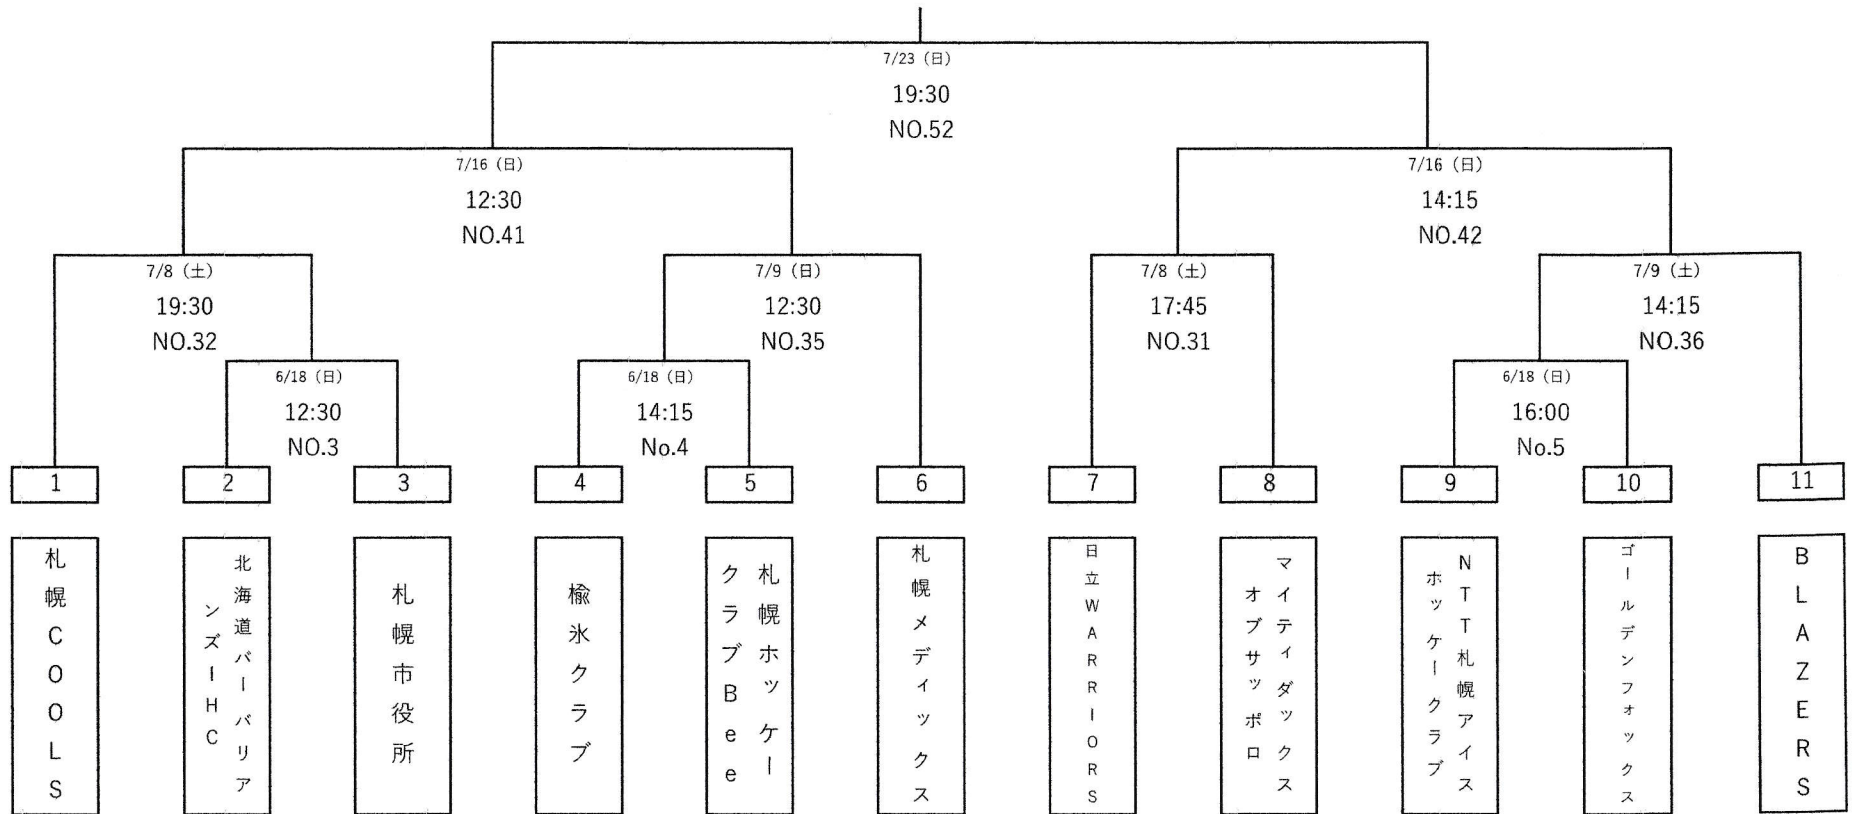 7/23（日）
19:30
NO.52
7/16（日）
12:30
NO.41
7/16（日）
14:15
NO.42
7/8（土）
19:30
NO.32
7/9（日）
12:30
NO.35
7/8（土）
17:45
NO.31
7/9（土）
14:15
NO.36
6/18（日）
12:30
NO.3
6/18（日）
14:15
No.4
6/18（日）
16:00
No.5
1
2
3
4
5
6
7
8
9
10
11
札幌COOLS
北海道バーバリア
ンズIHC
札幌市役所
楡氷クラブ
札幌ホッケー
クラブBee
札幌メディックス
日立WARRIORS
マイティダックス
オブサッポロ
NTT札幌アイス
ホッケークラブ
ゴールデンフォックス
BLAZERS